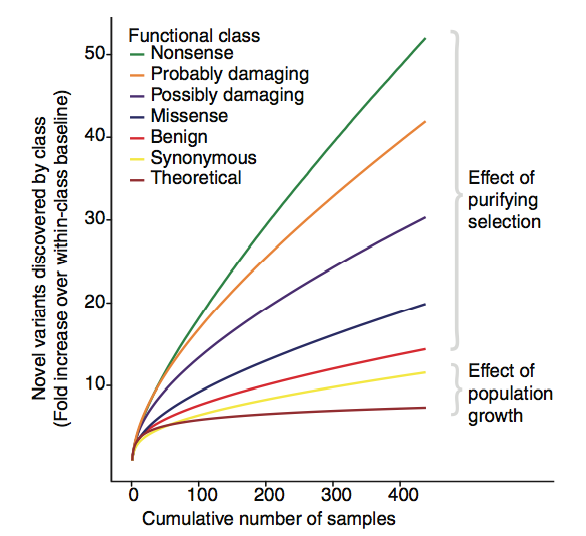 Functional class
Nonsense
Probably damaging
Possibly damaging
Missense
Benign
Synonymous
Theoretical
Novel variants discovered by class
(Fold increase over within-class baseline)
50
40
30
20
10
Effect of
purifying
selection
Effect of
population
growth
0 100 200 300 400
Cumulative number of samples